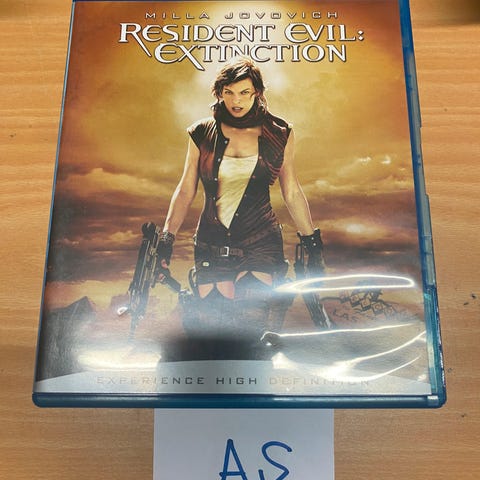 MILLA JOVOVICH
RESIDENT EVIL:
EXTINCTION
EXPERIENCE HIGH DEFINITION
AS